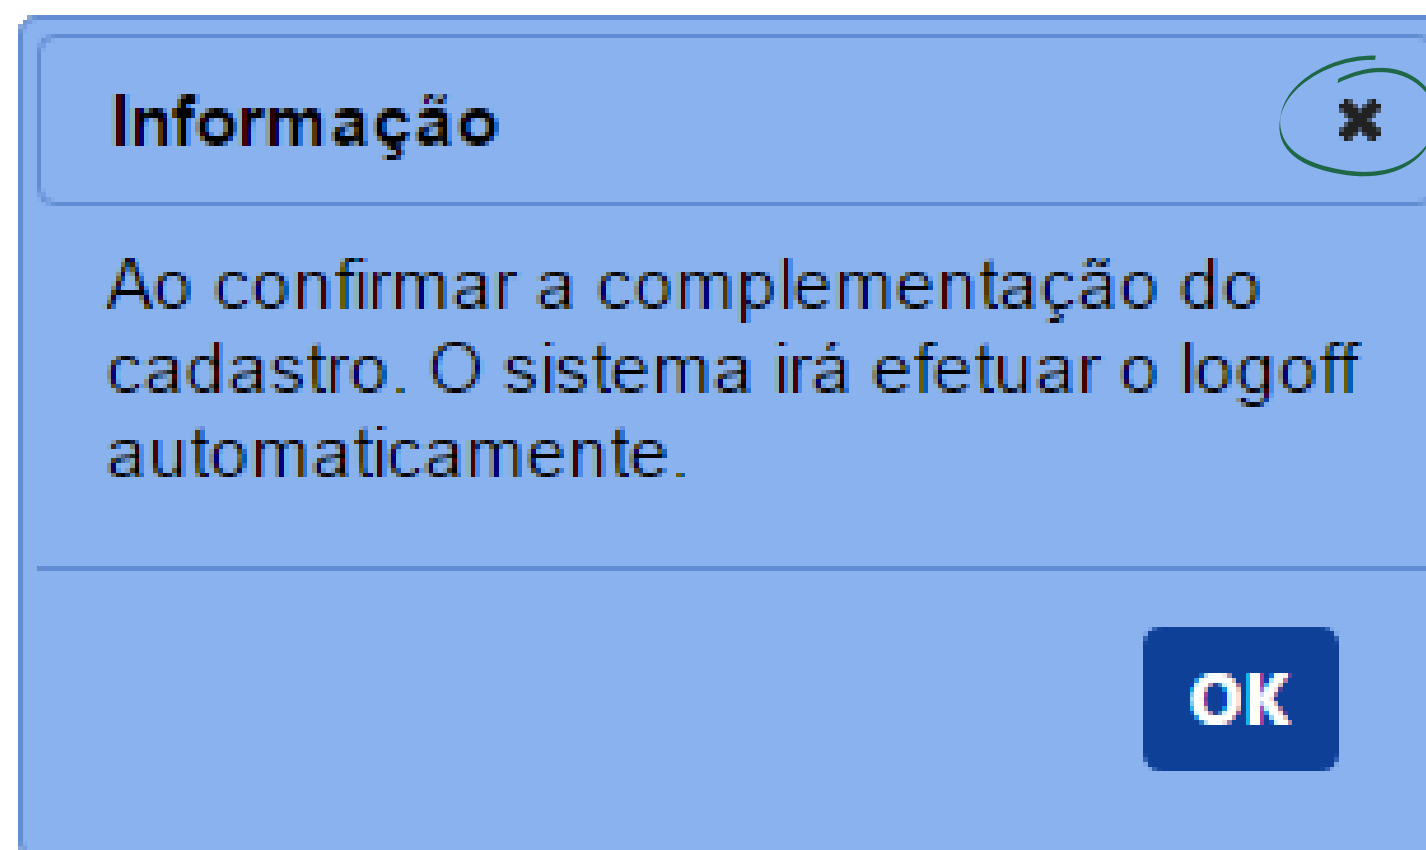 Informação
Ao confirmar a complementação do
cadastro. O sistema irá efetuar o logoff
automaticamente.
OK